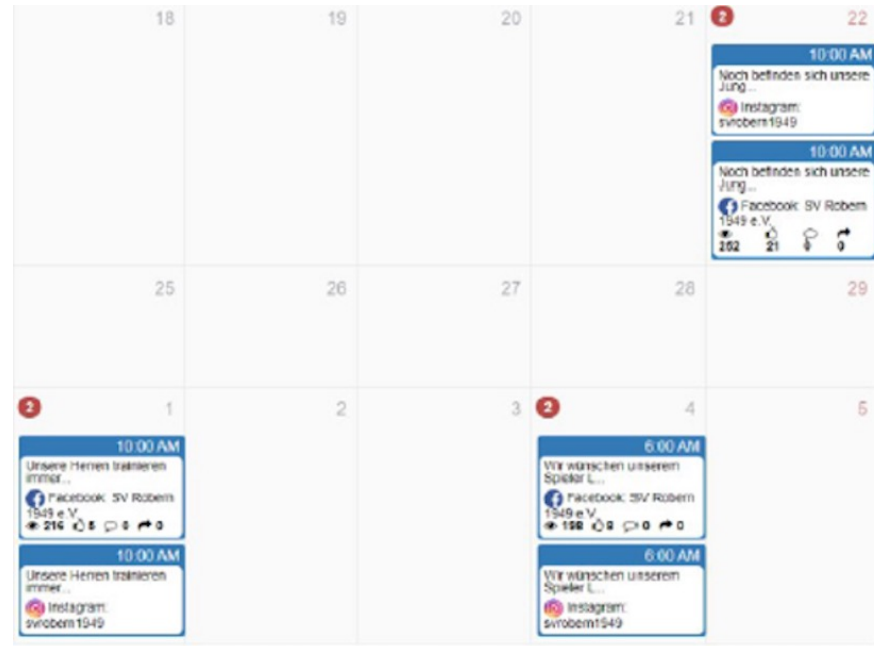 18
19
20
21
2
22
10:00 AM
Noch befinden sich unsere
Jung...
Instagram:
svrobern1949
10:00 AM
Noch befinden sich unsere
Jung...
Facebook: SV Robern
1949 e.V.
262 21 0
25
26
27
28
29
2
1
2
3
2
4
5
10:00 AM
Unsere Herren trainieren
immer...
Facebook: SV Robern
1949 e.V.
216 5 0 0
10:00 AM
Unsere Herren trainieren
immer...
Instagram:
svrobern1949
6:00 AM
Wir wünschen unserem
Spieler L...
Facebook: SV Robern
1949 e.V.
198 0 0
6:00 AM
Wir wünschen unserem
Spieler L...
Instagram:
svrobern1949